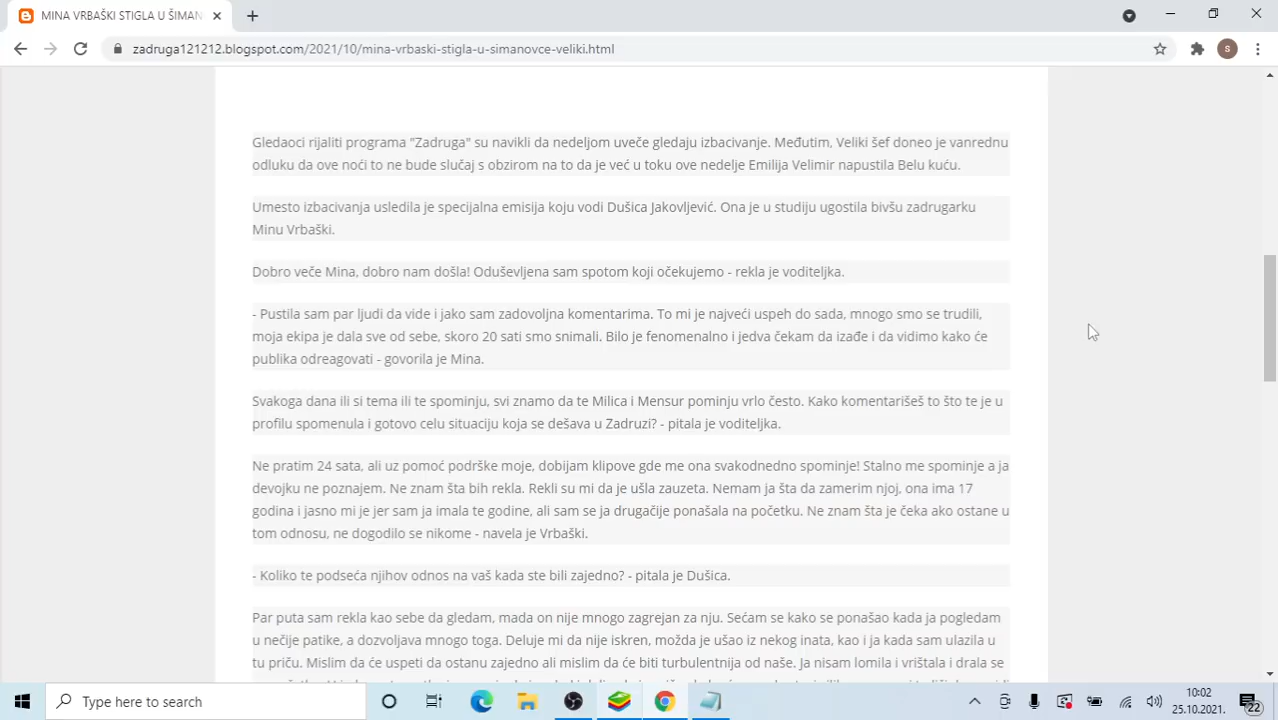 MINA VRBAŠKI STIGLA U ŠIMAN
zadruga121212.blogspot.com/2021/10/mina-vrbaski-stigla-u-simanovce-veliki.html
S
Gledaoci rijaliti programa "Zadruga" su navikli da nedeljom uveče gledaju izbacivanje. Međutim, Veliki šef doneo je vanrednu
odluku da ove noći to ne bude slučaj s obzirom na to da je već u toku ove nedelje Emilija Velimir napustila Belu kuću.
Umesto izbacivanja usledila je specijalna emisija koju vodi Dušica Jakovljević. Ona je u studiju ugostila bivšu zadrugarku
Minu Vrbaški.
Dobro veče Mina, dobro nam došla! Oduševljena sam spotom koji očekujemo - rekla je voditeljka.
- Pustila sam par ljudi da vide i jako sam zadovoljna komentarima. To mi je najveći uspeh do sada, mnogo smo se trudili,
moja ekipa je dala sve od sebe, skoro 20 sati smo snimali. Bilo je fenomenalno i jedva čekam da izađe i da vidimo kako će
publika odreagovati - govorila je Mina.
Svakoga dana ili si tema ili te spominju, svi znamo da te Milica i Mensur pominju vrlo često. Kako komentarišeš to što te je u
profilu spomenula i gotovo celu situaciju koja se dešava u Zadruzi? - pitala je voditeljka.
Ne pratim 24 sata, ali uz pomoć podrške moje, dobijam klipove gde me ona svakodnedno spominje! Stalno me spominje a ja
devojku ne poznajem. Ne znam šta bih rekla. Rekli su mi da je ušla zauzeta. Nemam ja šta da zamerim njoj, ona ima 17
godina i jasno mi je jer sam ja imala te godine, ali sam se ja drugačije ponašala na početku. Ne znam šta je čeka ako ostane u
tom odnosu, ne dogodilo se nikome - navela je Vrbaški.
- Koliko te podseća njihov odnos na vaš kada ste bili zajedno? - pitala je Dušica.
Par puta sam rekla kao sebe da gledam, mada on nije mnogo zagrejan za nju. Sećam se kako se ponašao kada ja pogledam
u nečije patike, a dozvoljava mnogo toga. Deluje mi da nije iskren, možda je ušao iz nekog inata, kao i ja kada sam ulazila u
tu priču. Mislim da će uspeti da ostanu zajedno ali mislim da će biti turbulentnija od naše. Ja nisam lomila i vrištala i drala se
Type here to search
10:02
25.10.2021.
22